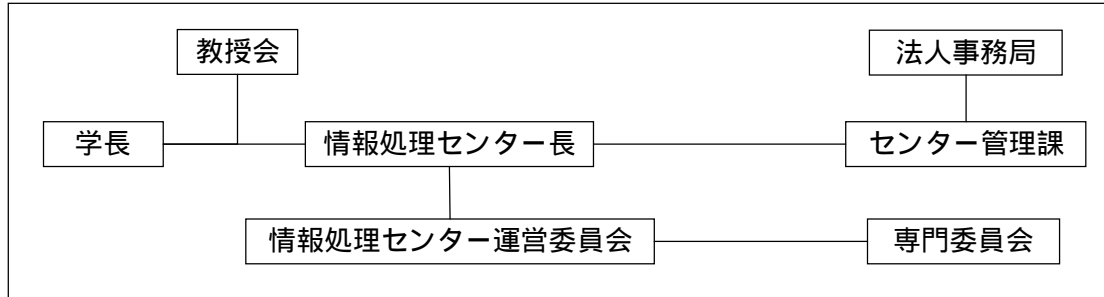 教授会
法人事務局
学長
情報処理センター長
センター管理課
情報処理センター運営委員会
専門委員会